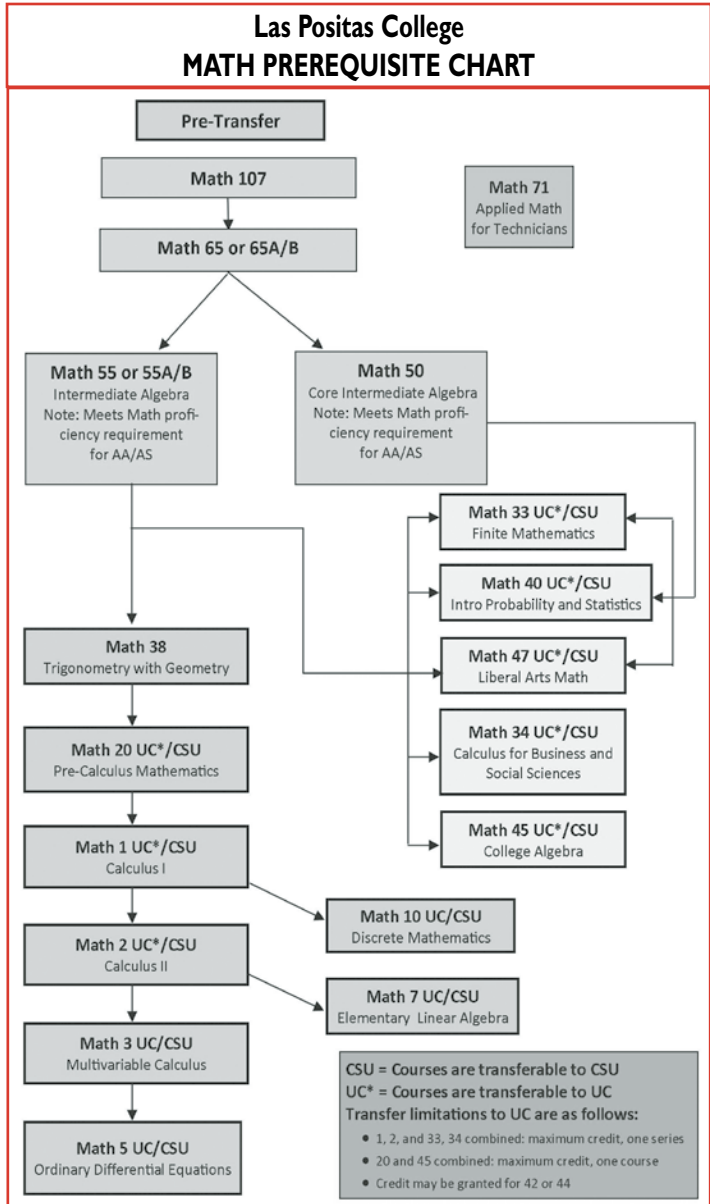 Las Positas College
MATH PREREQUISITE CHART
Pre-Transfer
Math 107
Math 71
Applied Math
for Technicians
Math 65 or 65A/B
Math 55 or 55A/B
Intermediate Algebra
Note: Meets Math profi-
ciency requirement
for AA/AS
Math 50
Core Intermediate Algebra
Note: Meets Math profi-
ciency requirement
for AA/AS
Math 33 UC*/CSU
Finite Mathematics
Math 40 UC*/CSU
Intro Probability and Statistics
Math 38
Trigonometry with Geometry
Math 47 UC*/CSU
Liberal Arts Math
Math 20 UC*/CSU
Pre-Calculus Mathematics
Math 34 UC*/CSU
Calculus for Business and
Social Sciences
Math 1 UC*/CSU
Calculus I
Math 45 UC*/CSU
College Algebra
Math 10 UC/CSU
Discrete Mathematics
Math 2 UC*/CSU
Calculus II
Math 7 UC/CSU
Elementary Linear Algebra
Math 3 UC/CSU
Multivariable Calculus
Math 5 UC/CSU
Ordinary Differential Equations
CSU = Courses are transferable to CSU
UC* = Courses are transferable to UC
Transfer limitations to UC are as follows:
• 1, 2, and 33, 34 combined: maximum credit, one series
• 20 and 45 combined: maximum credit, one course
• Credit may be granted for 42 or 44